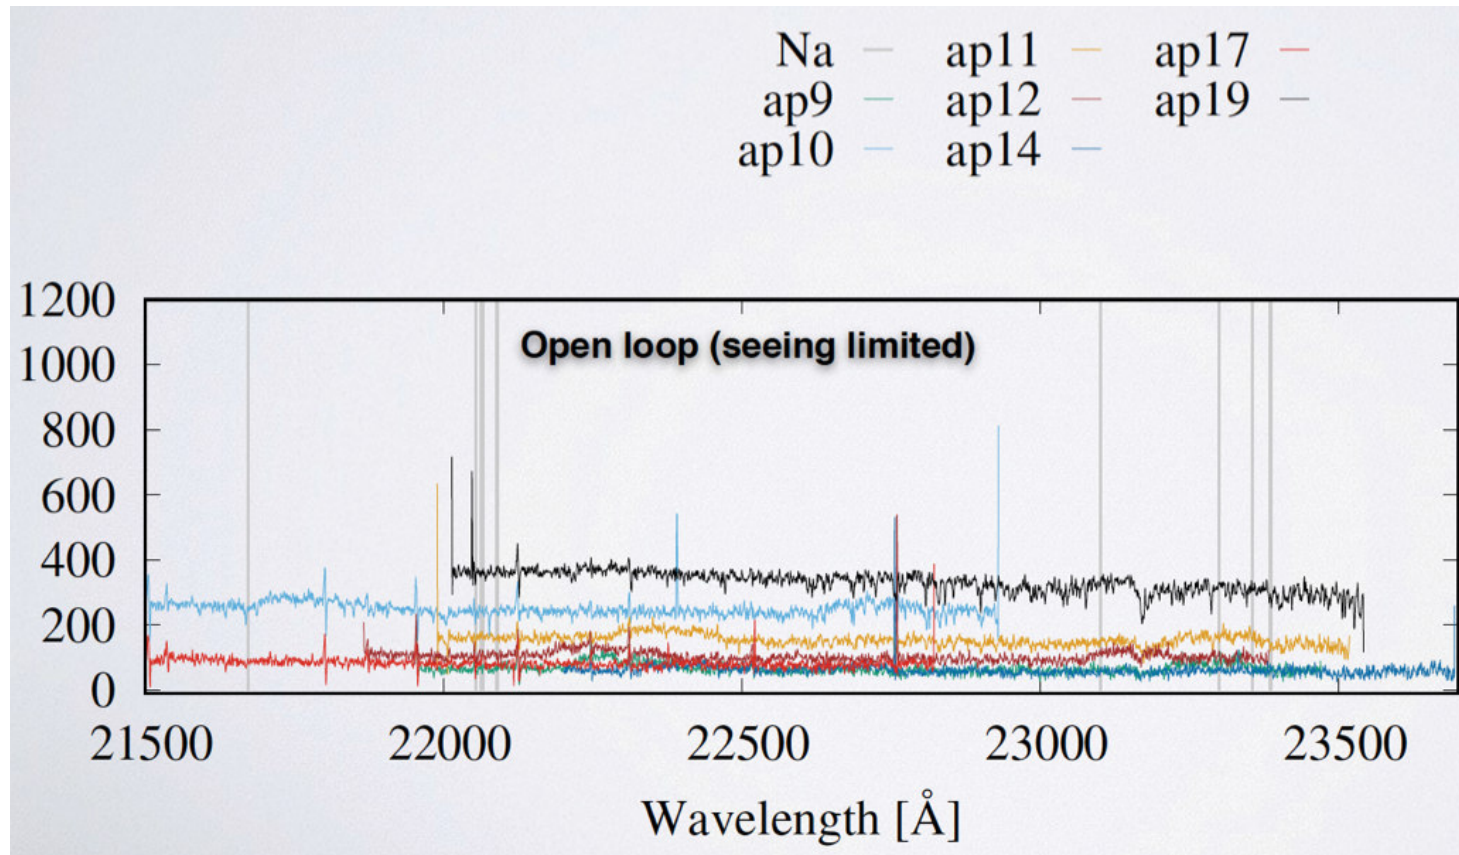 Na ap11 ap17
ap9 ap12 ap19
ap10 ap14
1200
Open loop (seeing limited)
1000
800
600
400
200
0
21500 22000 22500 23000 23500
Wavelength [Å]